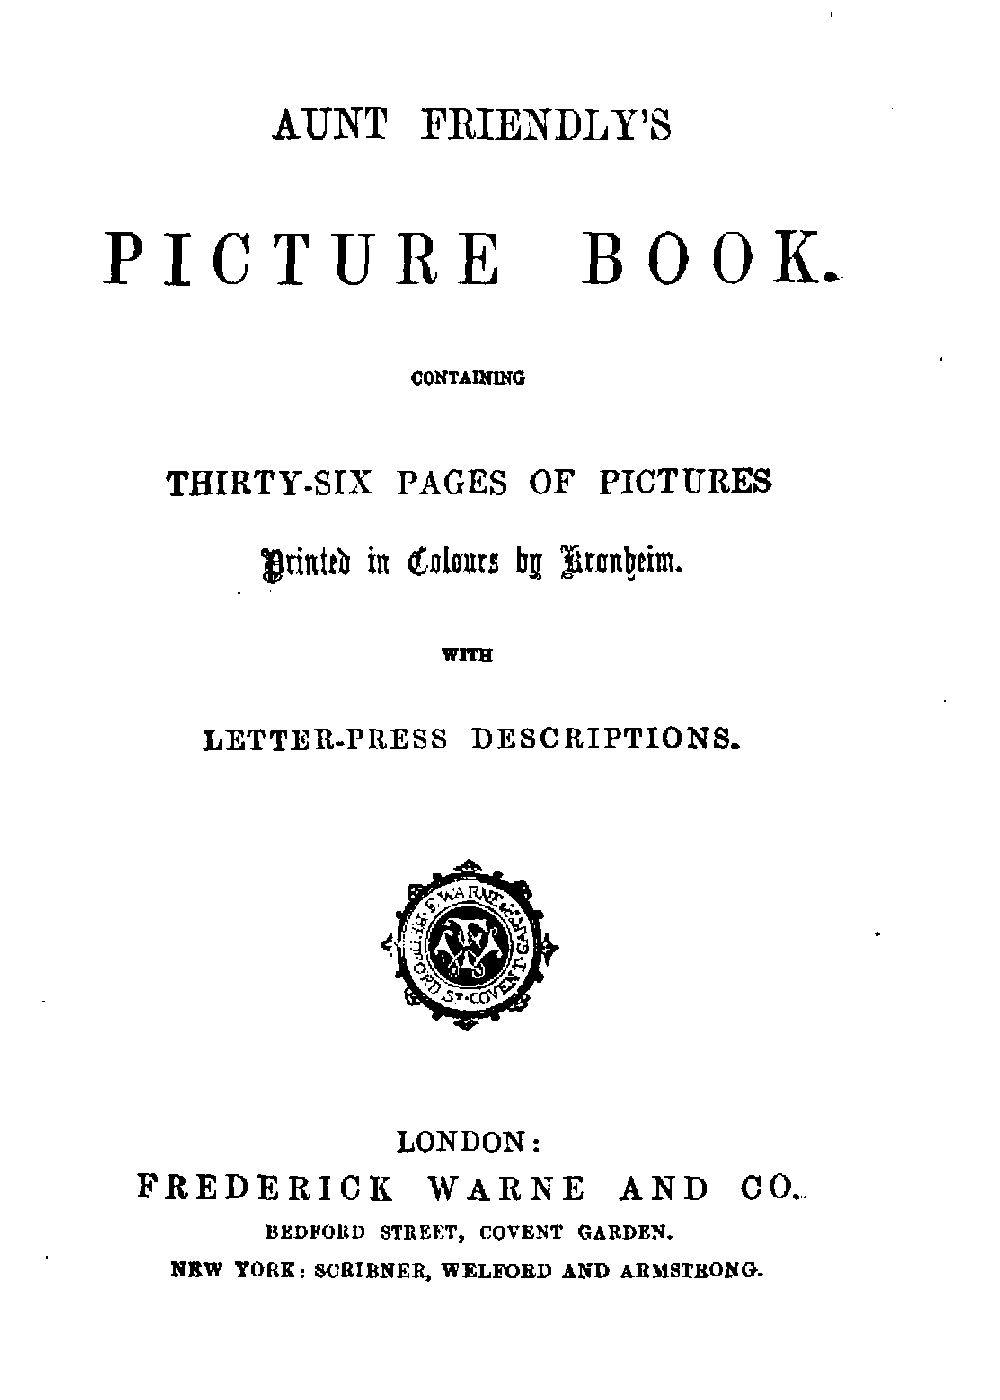 AUNT FRIENDLY'S
PICTURE BOOK.
CONTAINING
THIRTY-SIX PAGES OF PICTURES
Printed in Colours by Kronheim.
WITH
LETTER-PRESS DESCRIPTIONS.
F. WARNE & Co. BEDFORD ST. COVENT GARDEN
LONDON:
FREDERICK WARNE AND CO.
BEDFORD STREET, COVENT GARDEN.
NEW YORK: SCRIBNER, WELFORD AND ARMSTRONG.